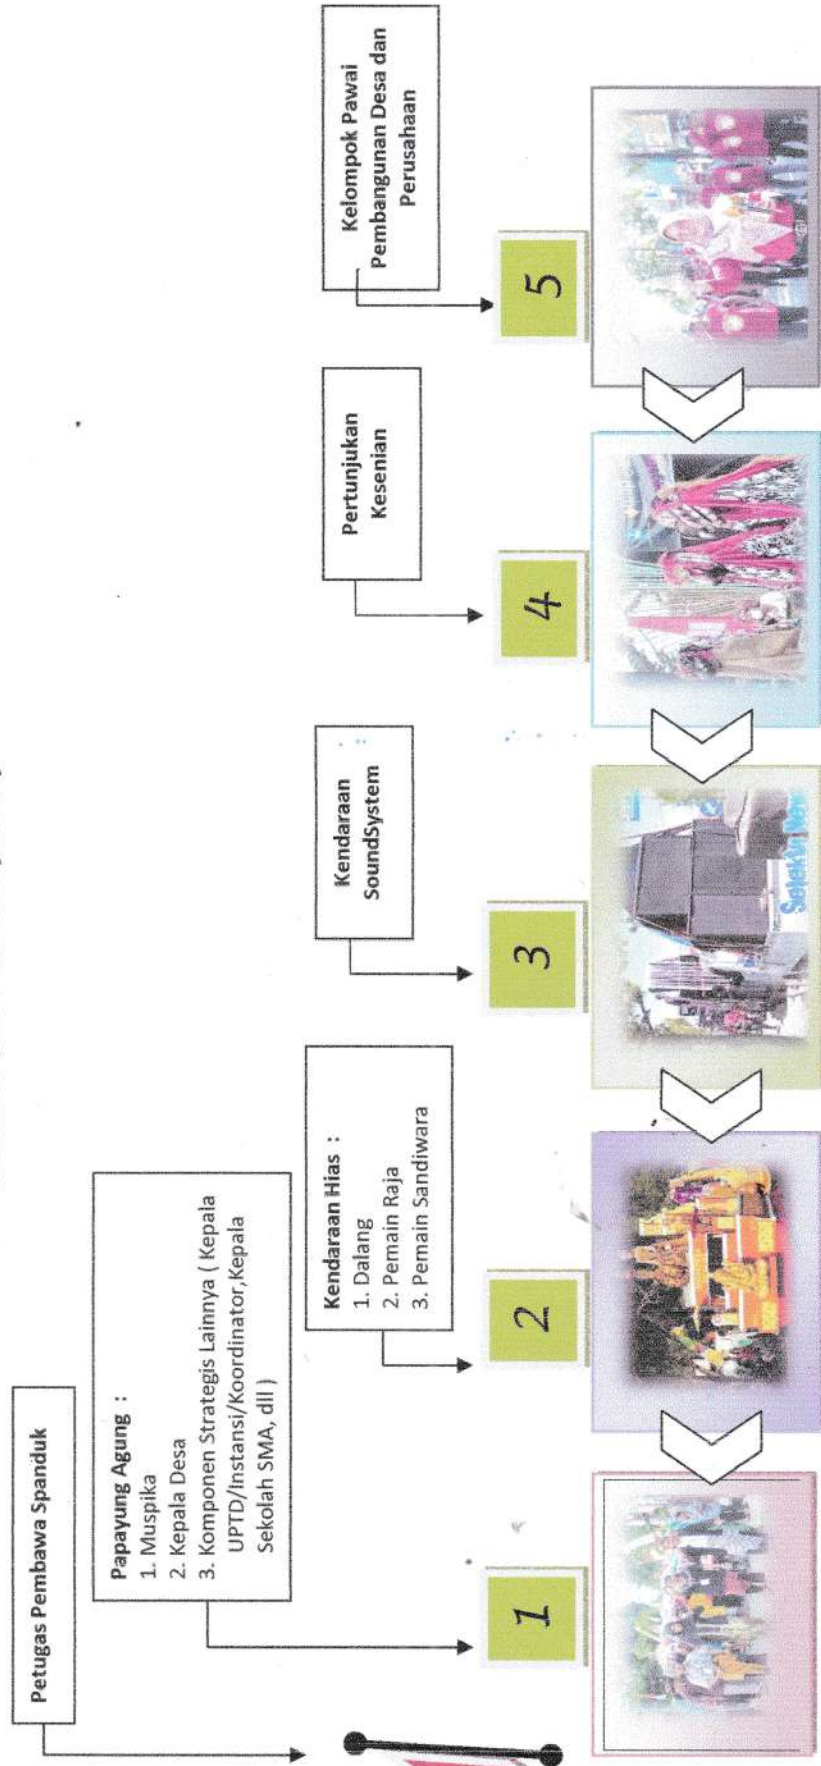 Petugas Pembawa Spanduk
Papayung Agung :
1. Muspika
2. Kepala Desa
3. Komponen Strategis Lainnya ( Kepala
UPTD/Instansi/Koordinator,Kepala
Sekolah SMA, dll )
Kendaraan Hias :
1. Dalang
2. Pemain Raja
3. Pemain Sandiwara
Kendaraan
SoundSystem
Pertunjukan
Kesenian
Kelompok Pawai
Pembangunan Desa dan
Perusahaan
1
2
3
4
5